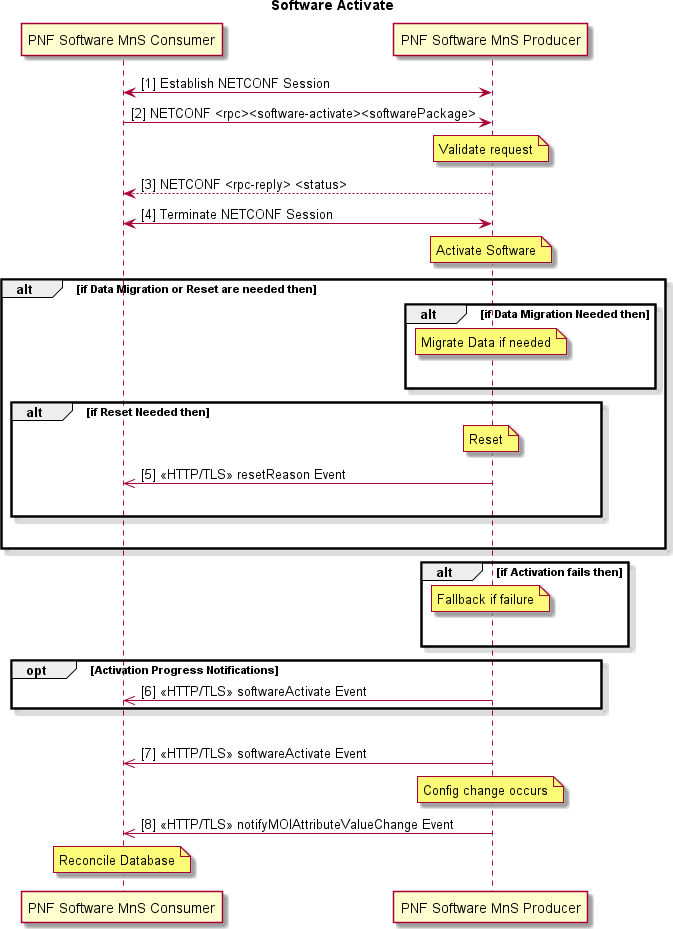 Software Activate
PNF Software MnS Consumer
PNF Software MnS Producer
[1] Establish NETCONF Session
[2] NETCONF <rpc><software-activate><softwarePackage>
Validate request
[3] NETCONF <rpc-reply> <status>
[4] Terminate NETCONF Session
Activate Software
alt [if Data Migration or Reset are needed then]
alt [if Data Migration Needed then]
Migrate Data if needed
alt [if Reset Needed then]
Reset
[5] «HTTP/TLS» resetReason Event
alt [if Activation fails then]
Fallback if failure
opt [Activation Progress Notifications]
[6] «HTTP/TLS» softwareActivate Event
[7] «HTTP/TLS» softwareActivate Event
Config change occurs
[8] «HTTP/TLS» notifyMOIAttributeValueChange Event
Reconcile Database
PNF Software MnS Consumer
PNF Software MnS Producer